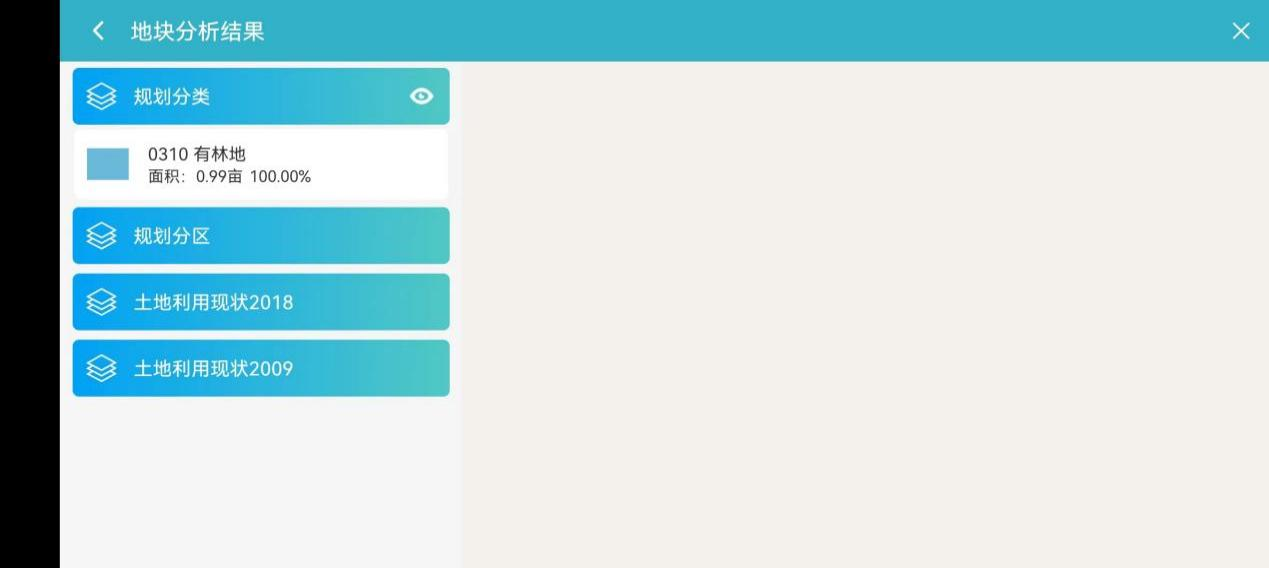 地块分析结果
规划分类
0310 有林地
面积：0.99亩 100.00%
规划分区
土地利用现状2018
土地利用现状2009